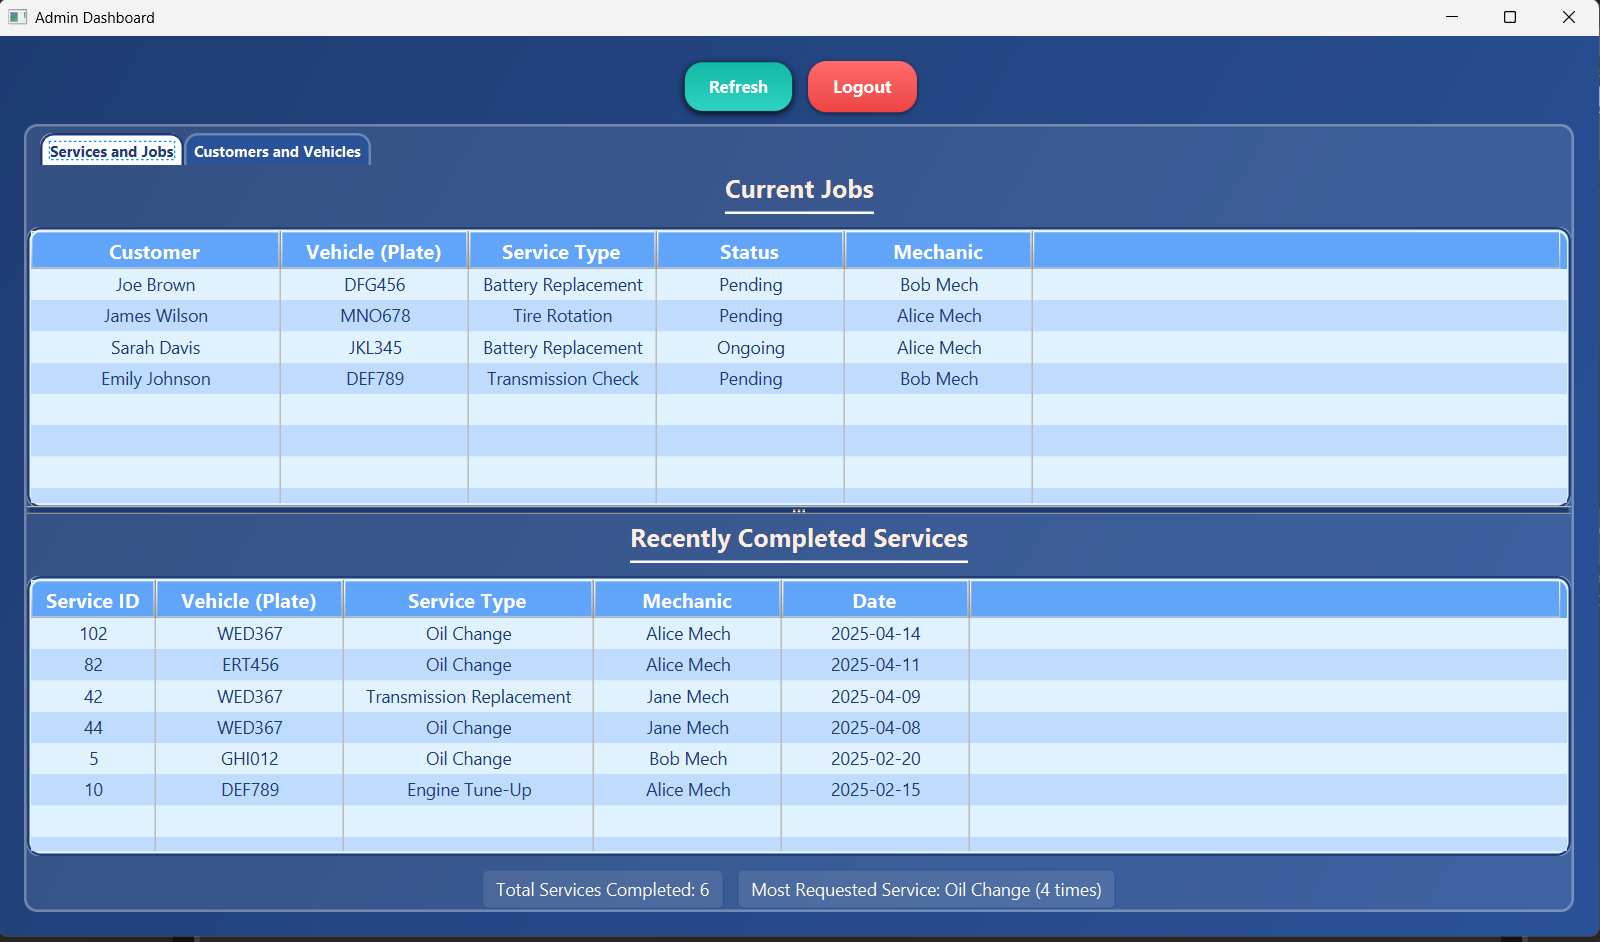 Admin Dashboard
Refresh Logout
Services and Jobs Customers and Vehicles
Current Jobs
Customer Vehicle (Plate) Service Type Status Mechanic
Joe Brown DFG456 Battery Replacement Pending Bob Mech
James Wilson MNO678 Tire Rotation Pending Alice Mech
Sarah Davis JKL345 Battery Replacement Ongoing Alice Mech
Emily Johnson DEF789 Transmission Check Pending Bob Mech
Recently Completed Services
Service ID Vehicle (Plate) Service Type Mechanic Date
102 WED367 Oil Change Alice Mech 2025-04-14
82 ERT456 Oil Change Alice Mech 2025-04-11
42 WED367 Transmission Replacement Jane Mech 2025-04-09
44 WED367 Oil Change Jane Mech 2025-04-08
5 GHI012 Oil Change Bob Mech 2025-02-20
10 DEF789 Engine Tune-Up Alice Mech 2025-02-15
Total Services Completed: 6 Most Requested Service: Oil Change (4 times)